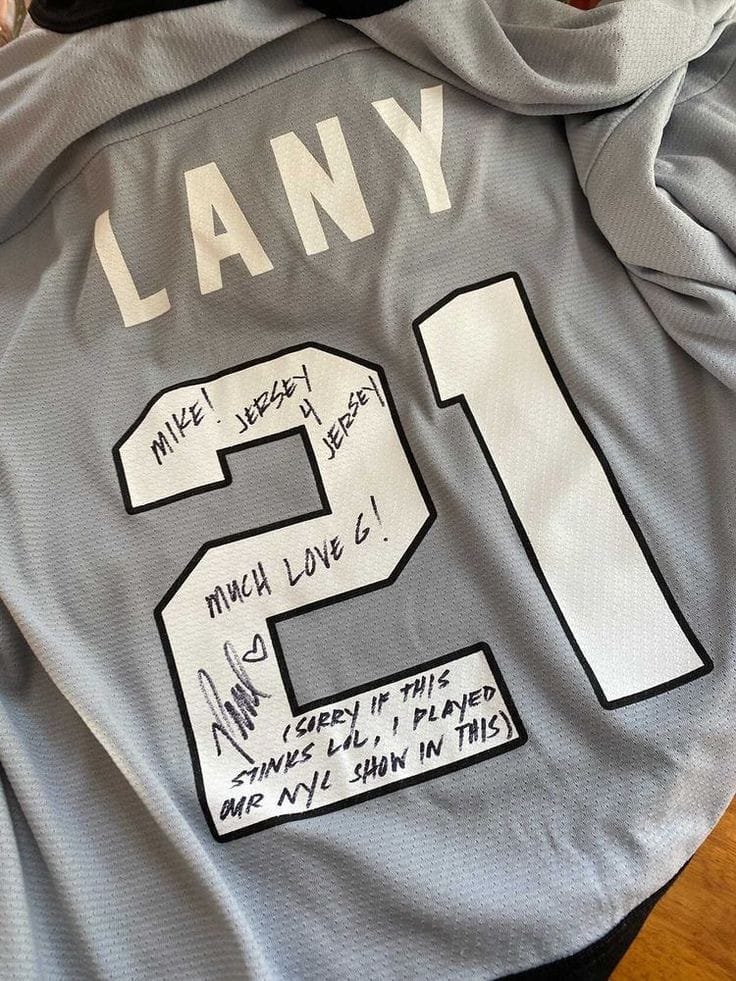 LANY
21
MIKE! JERSEY
4
JERSEY
MUCH LOVE G!
(SORRY IF THIS
STINKS LOL, I PLAYED
OUR NYC SHOW IN THIS)